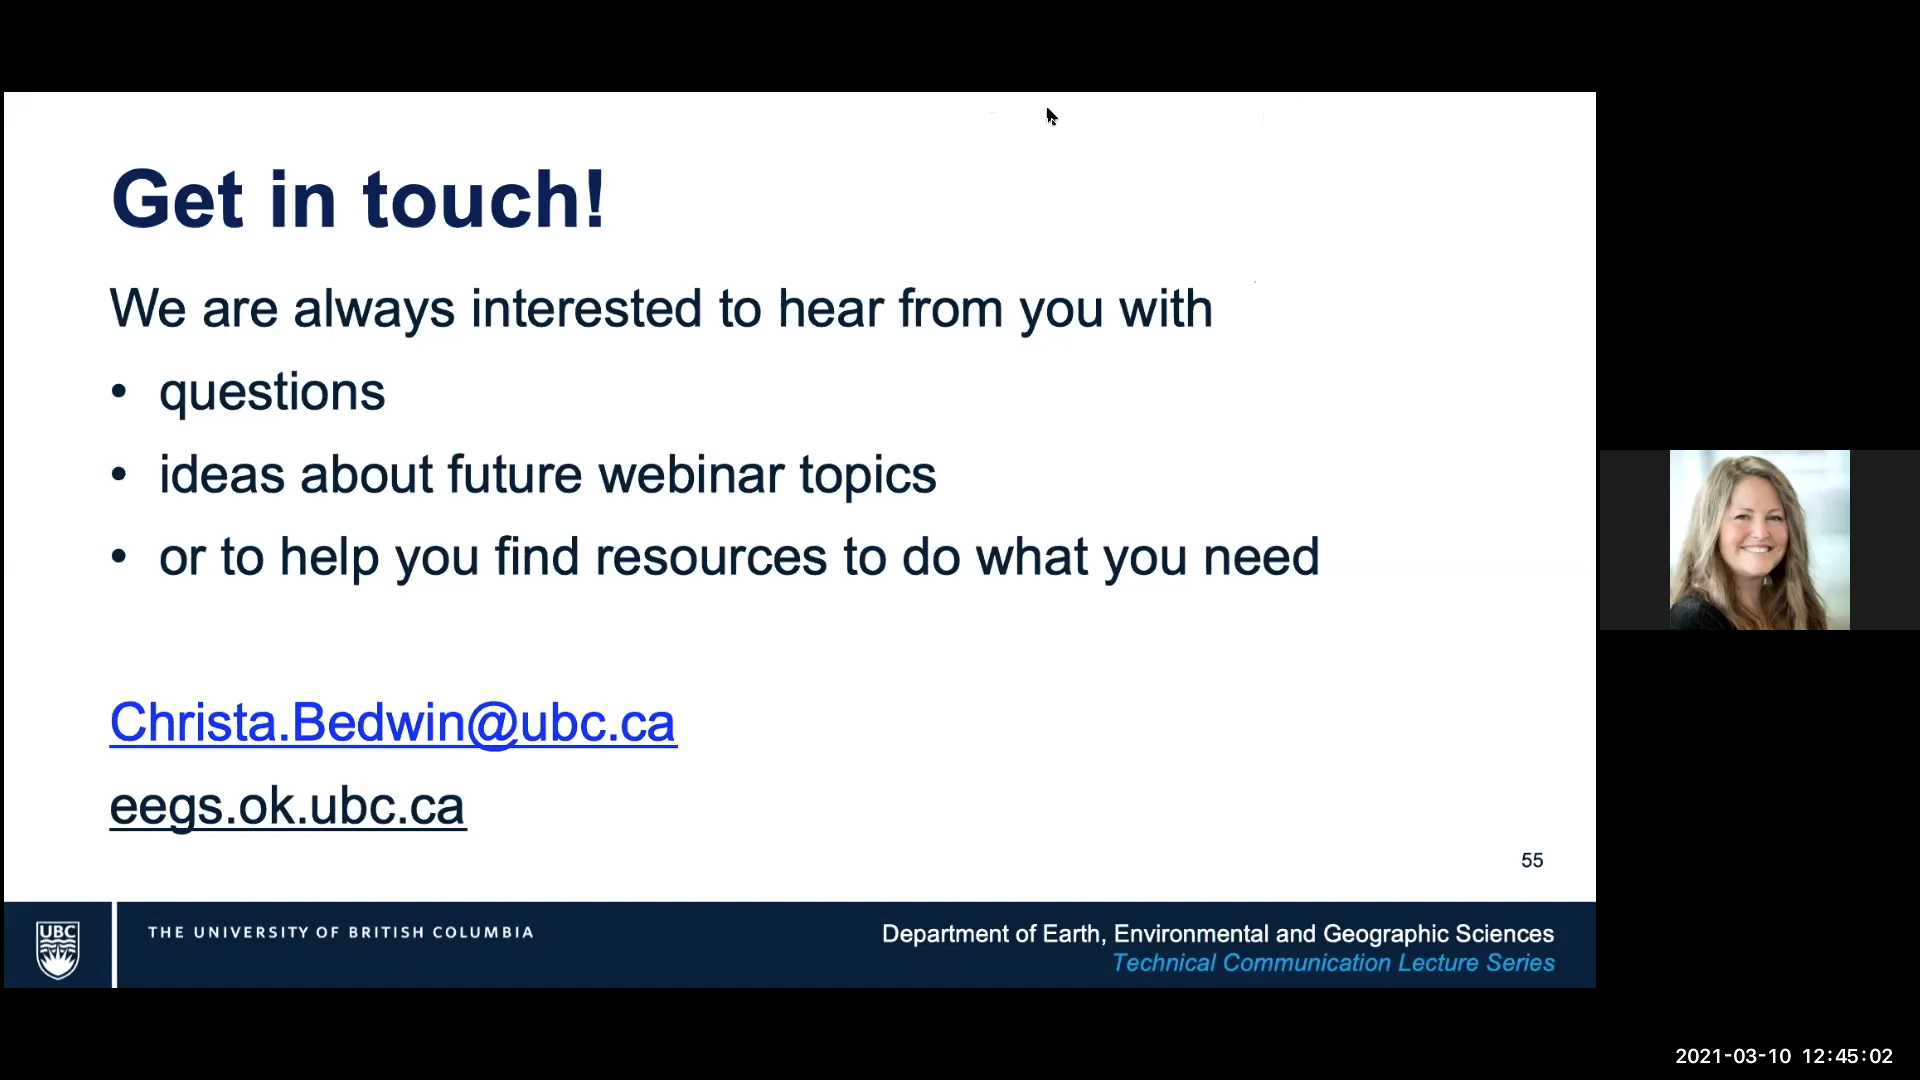 Get in touch!
We are always interested to hear from you with
• questions
• ideas about future webinar topics
• or to help you find resources to do what you need
Christa.Bedwin@ubc.ca
eegs.ok.ubc.ca
55
UBC
THE UNIVERSITY OF BRITISH COLUMBIA
Department of Earth, Environmental and Geographic Sciences
Technical Communication Lecture Series
2021-03-10 12:45:02